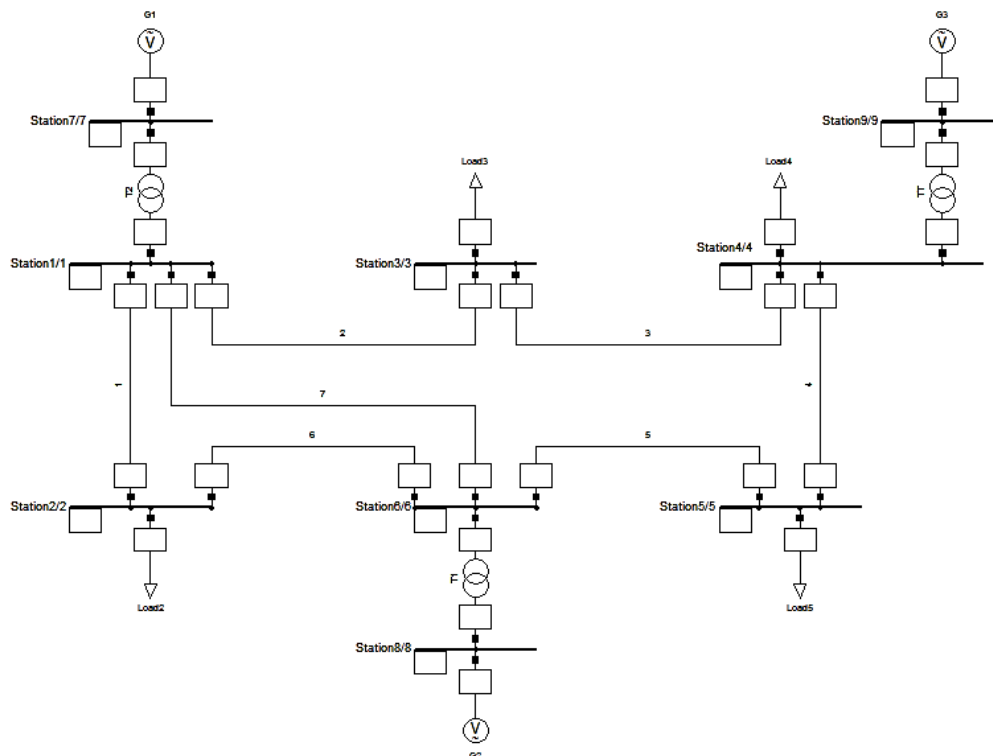 G1
G3
V
V
Station7/7
Station9/9
Load3
Load4
T2
Station1/1
Station3/3
Station4/4
2
3
1
7
4
6
5
Station2/2
Station6/6
Station5/5
Load2
Load5
Station8/8
V